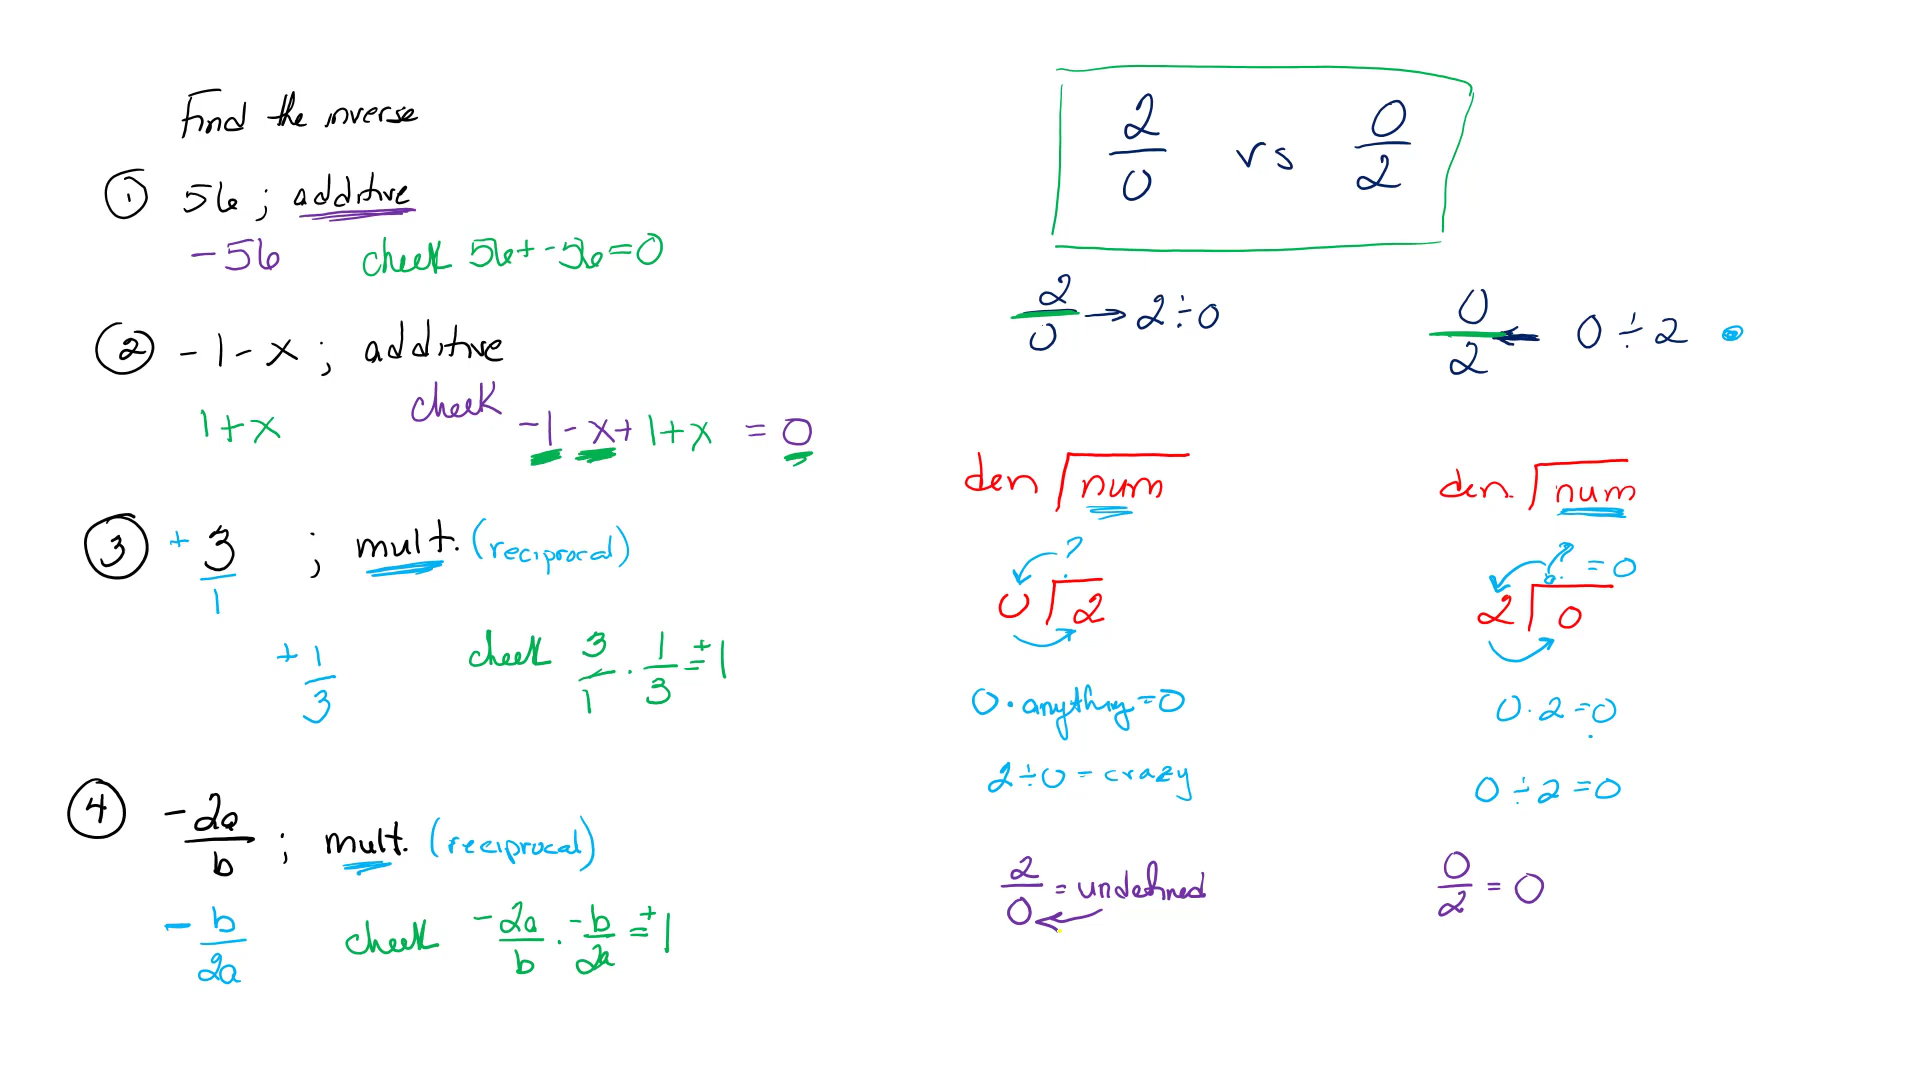 Find the inverse
① 56 ; additive
-56 check 56+ -56=0
② -1-x ; additive
1+x check -1-x+1+x = 0
③ +3/1 ; mult. (reciprocal)
+1/3 check 3/1 · 1/3 = +1
④ -2a/b ; mult. (reciprocal)
-b/2a check -2a/b · -b/2a = +1
2/0 vs 0/2
2/0 → 2÷0
0/2 ← 0÷2
den ⟌num
den. ⟌num
?
0⟌2
? = 0
2⟌0
0·anything=0
0·2=0
2÷0=crazy
0÷2=0
2/0 = undefined
0/2 = 0